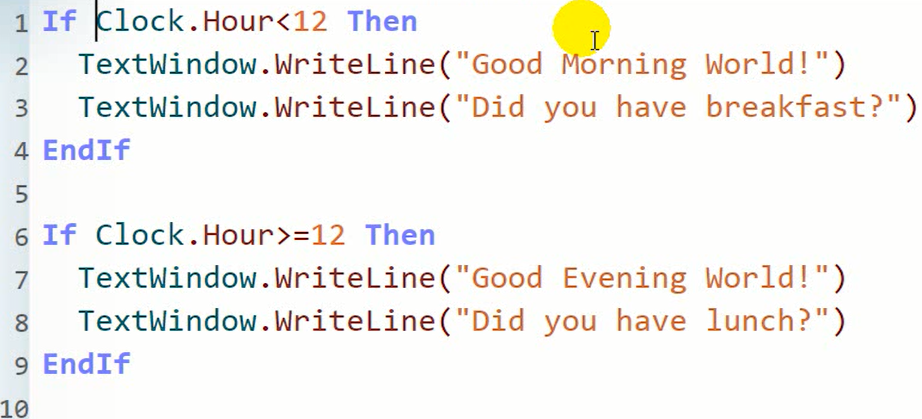 1 If Clock.Hour<12 Then
2   TextWindow.WriteLine("Good Morning World!")
3   TextWindow.WriteLine("Did you have breakfast?")
4 EndIf
5
6 If Clock.Hour>=12 Then
7   TextWindow.WriteLine("Good Evening World!")
8   TextWindow.WriteLine("Did you have lunch?")
9 EndIf
10